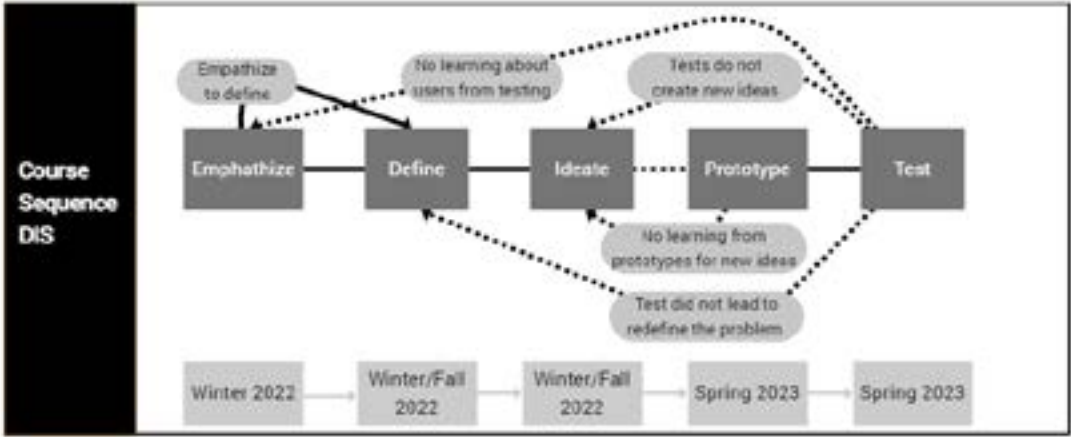 Course
Sequence
DIS
Empathize
to define
No learning about
users from testing
Tests do not
create new ideas
Emphathize
Define
Ideate
Prototype
Test
No learning from
prototypes for new ideas
Test did not lead to
redefine the problem
Winter 2022
Winter/Fall
2022
Winter/Fall
2022
Spring 2023
Spring 2023